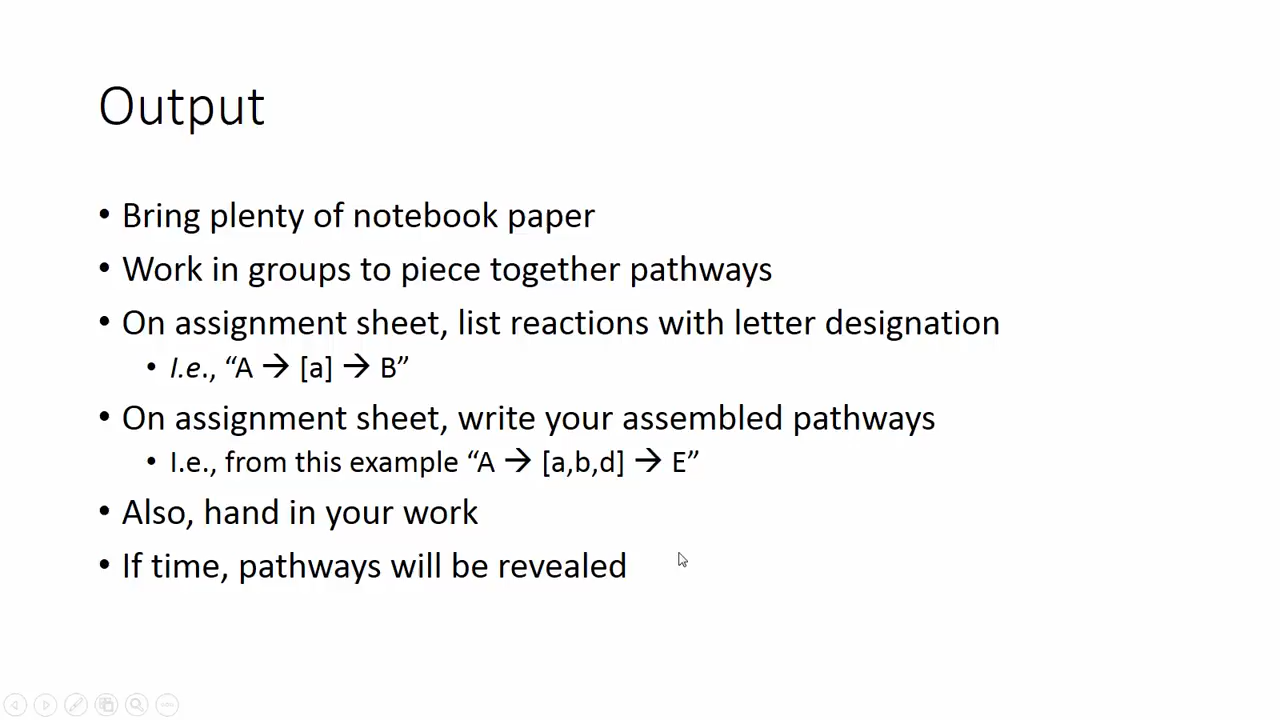 Output
• Bring plenty of notebook paper
• Work in groups to piece together pathways
• On assignment sheet, list reactions with letter designation
• I.e., “A → [a] → B”
• On assignment sheet, write your assembled pathways
• I.e., from this example “A → [a,b,d] → E”
• Also, hand in your work
• If time, pathways will be revealed